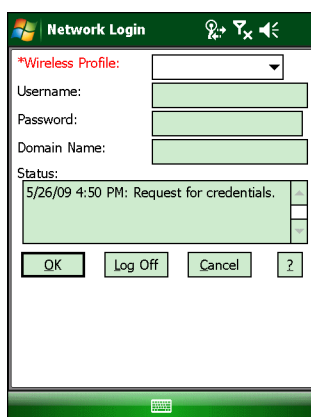 Network Login
*Wireless Profile:
Username:
Password:
Domain Name:
Status:
5/26/09 4:50 PM: Request for credentials.
OK Log Off Cancel ?